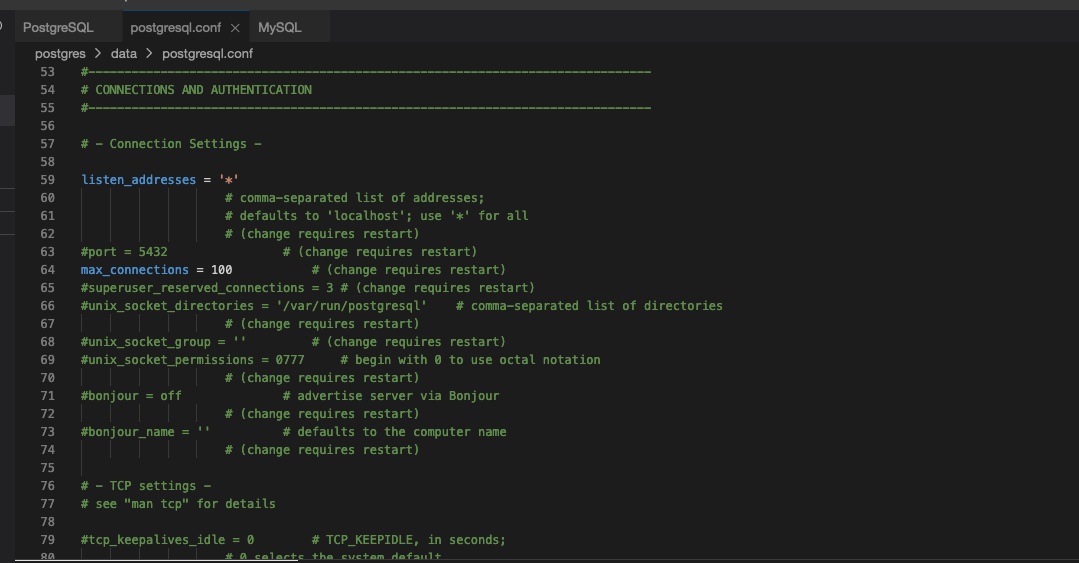 PostgreSQL postgresql.conf × MySQL
postgres > data > postgresql.conf
53 #------------------------------------------------------------------------------
54 # CONNECTIONS AND AUTHENTICATION
55 #------------------------------------------------------------------------------
56
57 # - Connection Settings -
58
59 listen_addresses = '*'
60 # comma-separated list of addresses;
61 # defaults to 'localhost'; use '*' for all
62 # (change requires restart)
63 #port = 5432 # (change requires restart)
64 max_connections = 100 # (change requires restart)
65 #superuser_reserved_connections = 3 # (change requires restart)
66 #unix_socket_directories = '/var/run/postgresql' # comma-separated list of directories
67 # (change requires restart)
68 #unix_socket_group = '' # (change requires restart)
69 #unix_socket_permissions = 0777 # begin with 0 to use octal notation
70 # (change requires restart)
71 #bonjour = off # advertise server via Bonjour
72 # (change requires restart)
73 #bonjour_name = '' # defaults to the computer name
74 # (change requires restart)
75
76 # - TCP settings -
77 # see "man tcp" for details
78
79 #tcp_keepalives_idle = 0 # TCP_KEEPIDLE, in seconds;
80 # 0 selects the system default